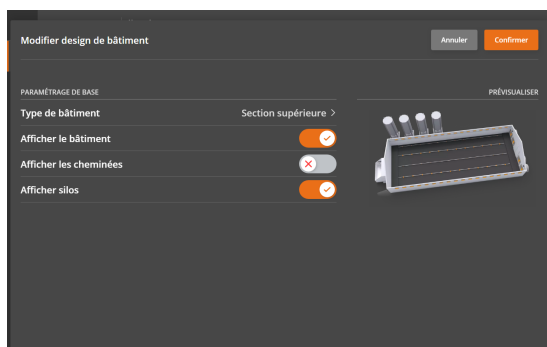 Modifier design de bâtiment
Annuler
Confirmer
PARAMÉTRAGE DE BASE
PRÉVISUALISER
Type de bâtiment
Section supérieure >
Afficher le bâtiment
Afficher les cheminées
Afficher silos